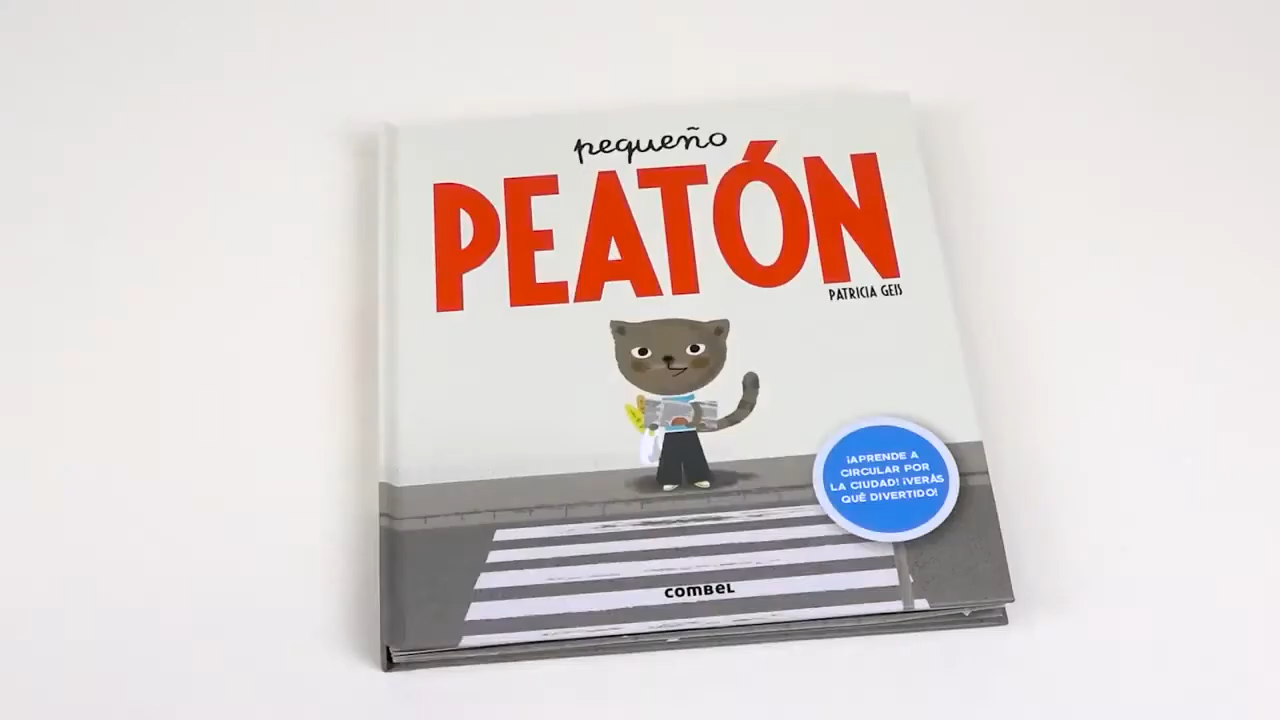 pequeño
PEATÓN
PATRICIA GEIS
¡APRENDE A
CIRCULAR POR
LA CIUDAD! ¡VERÁS
QUÉ DIVERTIDO!
COMBEL